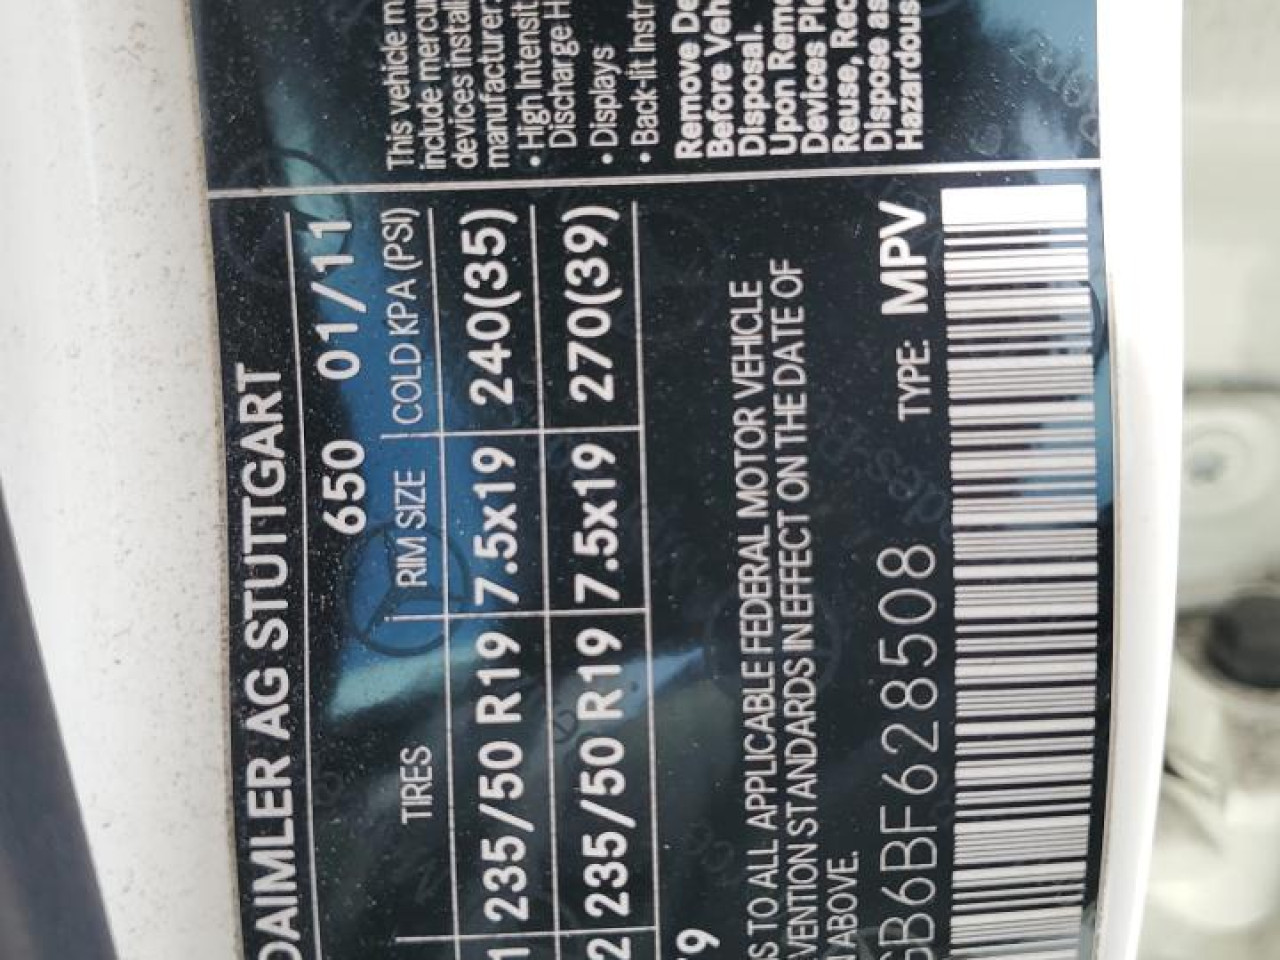 DAIMLER AG STUTTGART
650 01/11
TIRES RIM SIZE COLD KPA (PSI)
1 235/50 R19 7.5x19 240(35)
2 235/50 R19 7.5x19 270(39)
S TO ALL APPLICABLE FEDERAL MOTOR VEHICLE
VENTION STANDARDS IN EFFECT ON THE DATE OF
ABOVE.
TYPE: MPV
GB6BF628508
This vehicle m
include mercu
devices install
manufacturer:
• High Intensit
Discharge H
• Displays
• Back-lit Instr
Remove De
Before Veh
Disposal.
Upon Remo
Devices Ple
Reuse, Rec
Dispose as
Hazardous